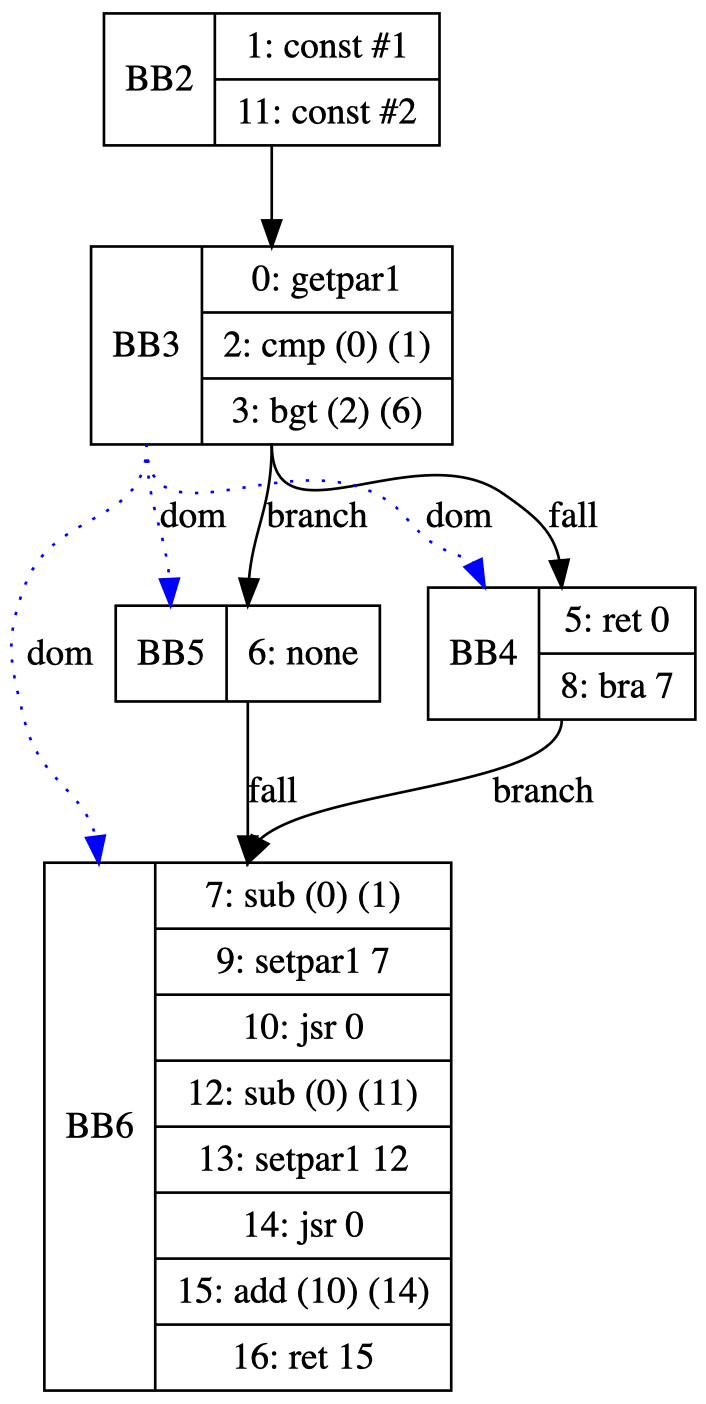 BB2
1: const #1
11: const #2
BB3
0: getpar1
2: cmp (0) (1)
3: bgt (2) (6)
dom
branch
dom
fall
dom
BB5
6: none
BB4
5: ret 0
8: bra 7
fall
branch
BB6
7: sub (0) (1)
9: setpar1 7
10: jsr 0
12: sub (0) (11)
13: setpar1 12
14: jsr 0
15: add (10) (14)
16: ret 15